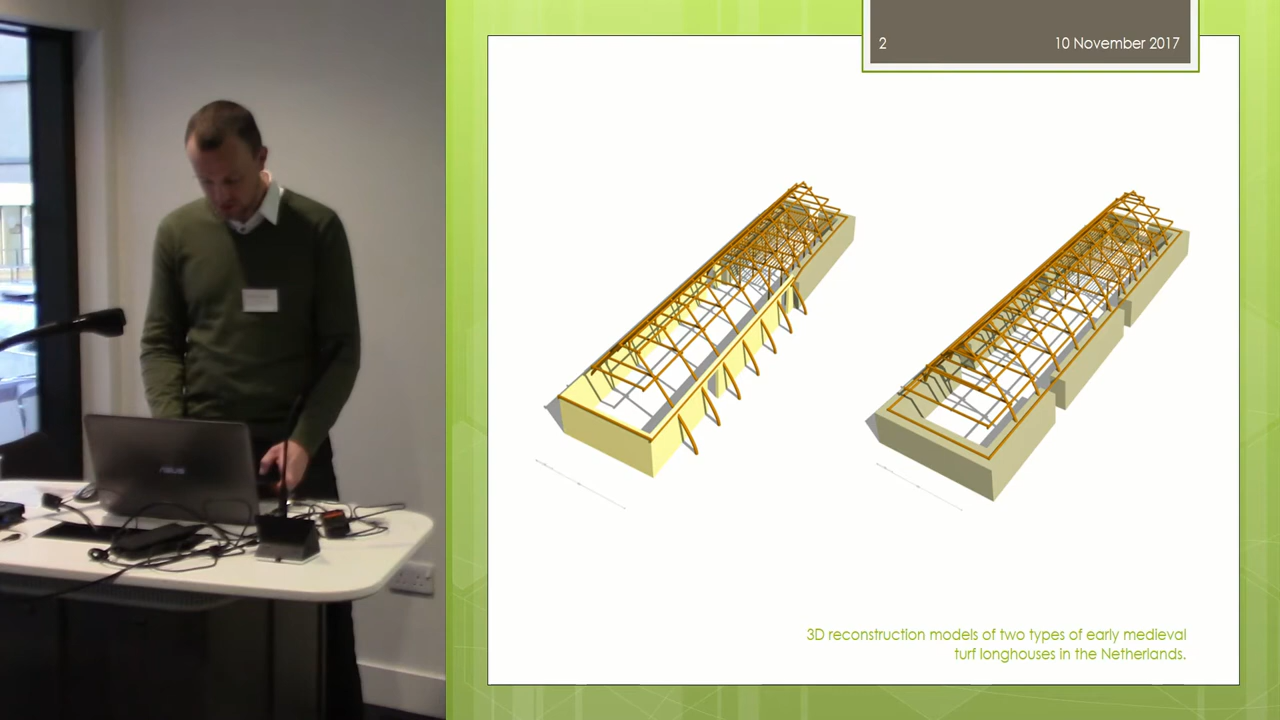 2
10 November 2017
3D reconstruction models of two types of early medieval
turf longhouses in the Netherlands.
ASUS